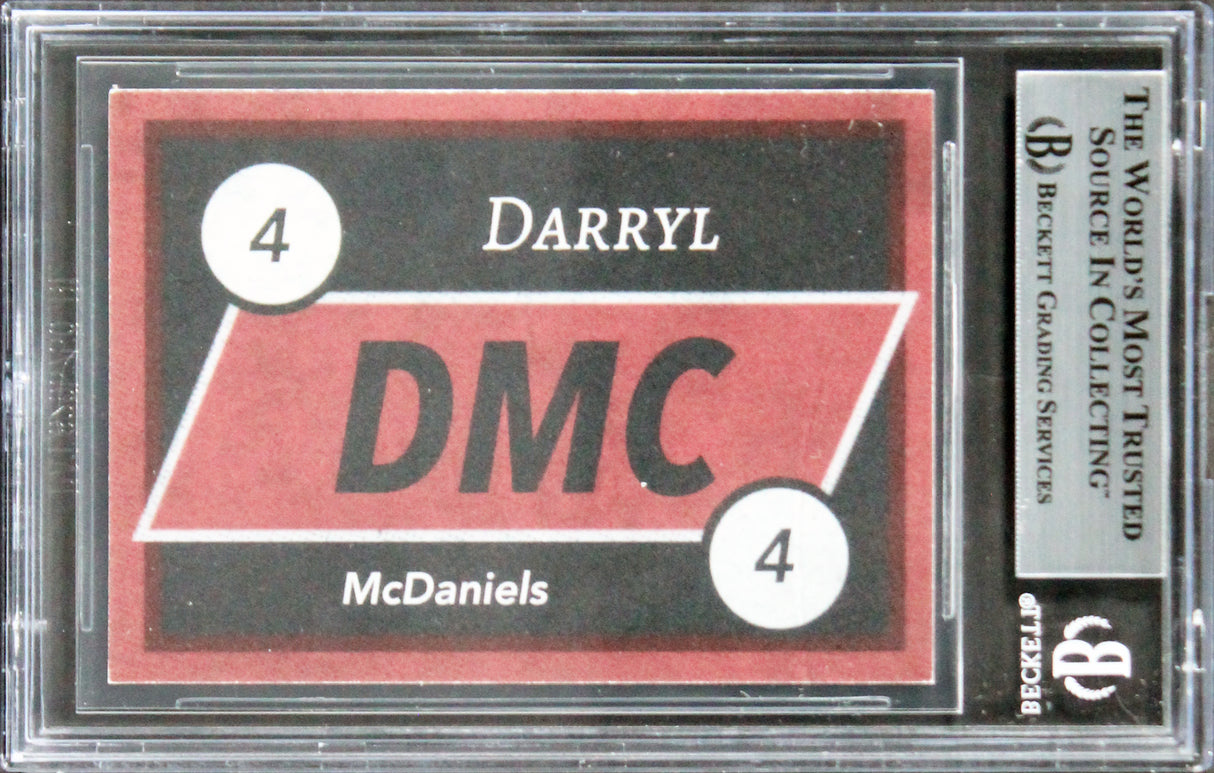 4
DARRYL
DMC
4
McDaniels
THE WORLD'S MOST TRUSTED
SOURCE IN COLLECTING™
B BECKETT GRADING SERVICES
BECKETT®
B